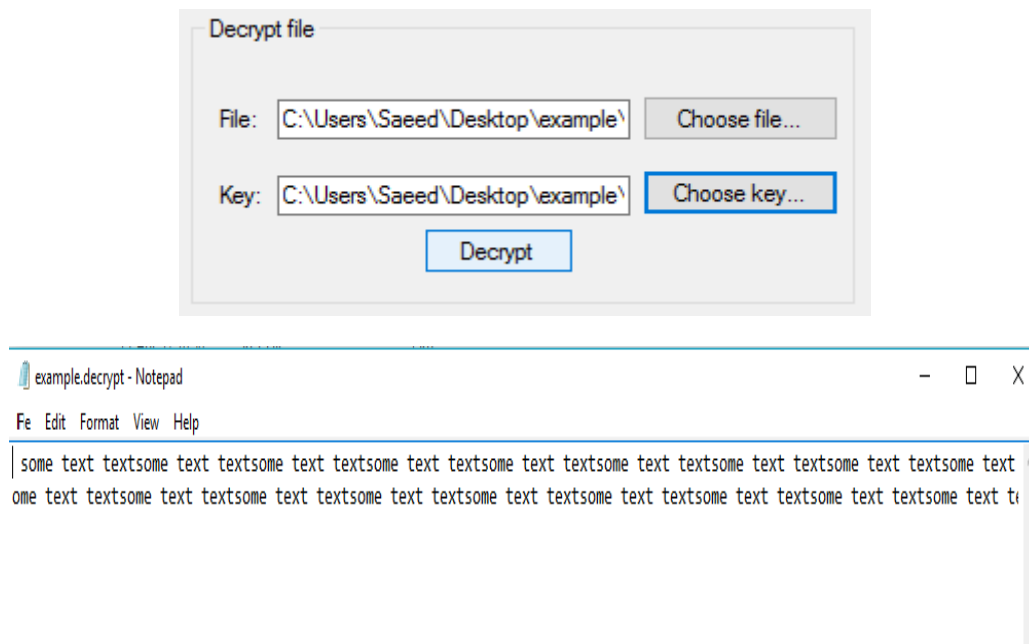 Decrypt file
File: C:\Users\Saeed\Desktop\example\ Choose file...
Key: C:\Users\Saeed\Desktop\example\ Choose key...
Decrypt
example.decrypt - Notepad
Fe Edit Format View Help
some text textsome text textsome text textsome text textsome text textsome text textsome text textsome text textsome text
ome text textsome text textsome text textsome text textsome text textsome text textsome text textsome text textsome text